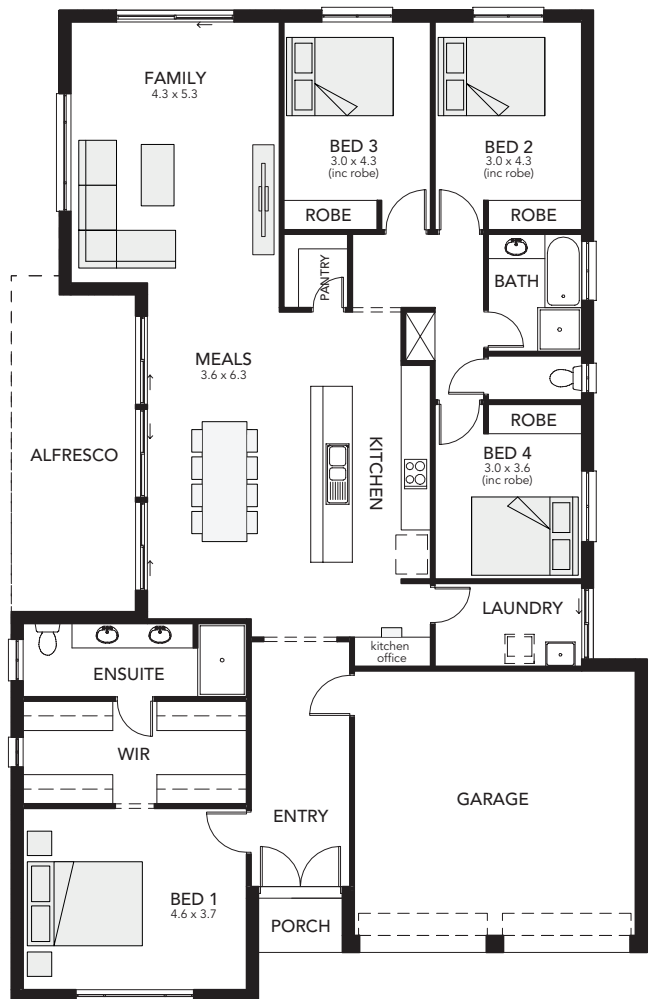 FAMILY
4.3 x 5.3
BED 3
3.0 x 4.3
(inc robe)
BED 2
3.0 x 4.3
(inc robe)
ROBE
ROBE
PANTRY
BATH
MEALS
3.6 x 6.3
ROBE
ALFRESCO
KITCHEN
BED 4
3.0 x 3.6
(inc robe)
LAUNDRY
kitchen
office
ENSUITE
WIR
ENTRY
GARAGE
BED 1
4.6 x 3.7
PORCH